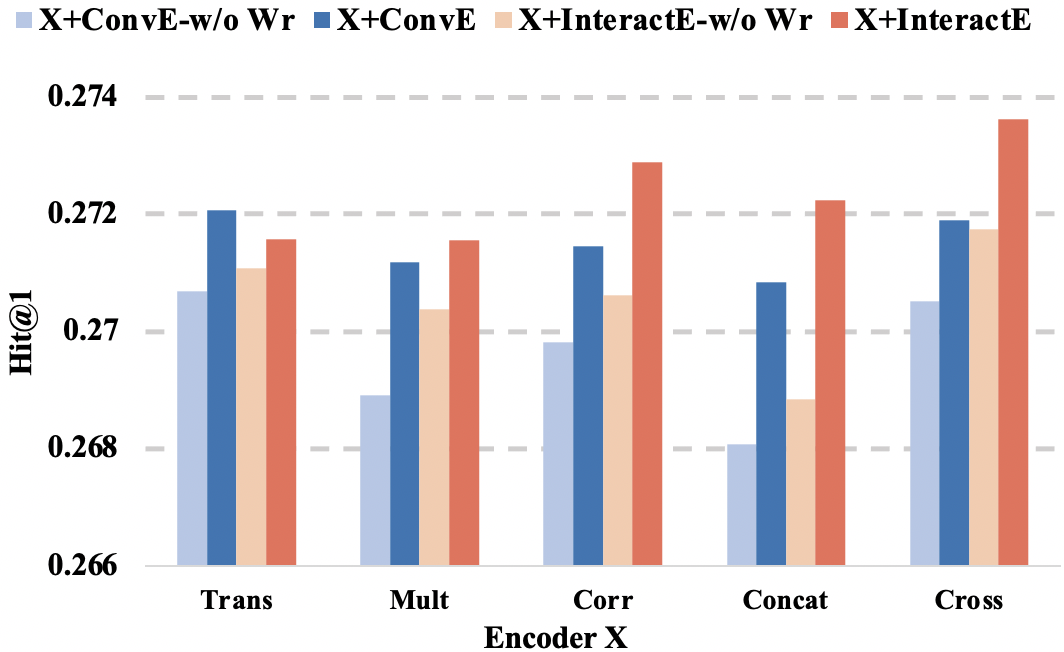 X+ConvE-w/o Wr X+ConvE X+InteractE-w/o Wr X+InteractE
0.274
0.272
0.27
0.268
0.266
Hit@1
Trans Mult Corr Concat Cross
Encoder X